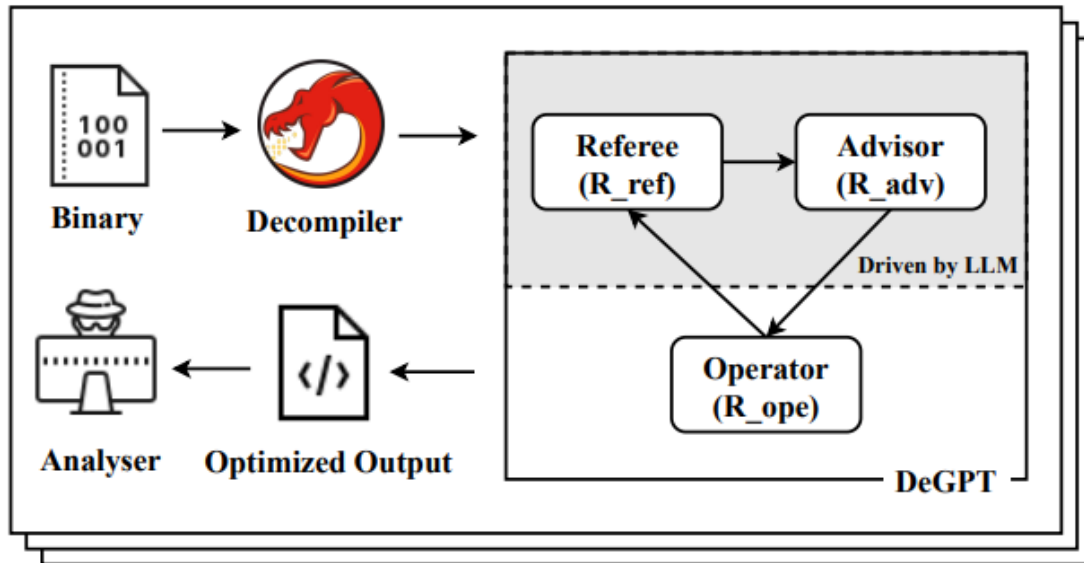 100
001
Binary
Decompiler
Referee
(R_ref)
Advisor
(R_adv)
Driven by LLM
Operator
(R_ope)
DeGPT
</>
Optimized Output
Analyser